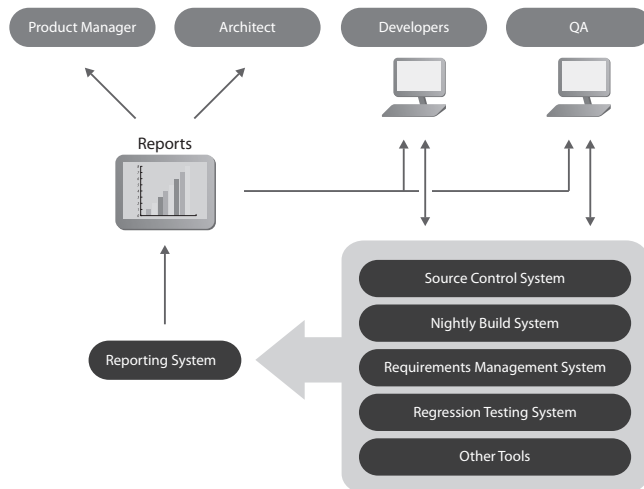 Product Manager
Architect
Developers
QA
Reports
Source Control System
Nightly Build System
Reporting System
Requirements Management System
Regression Testing System
Other Tools